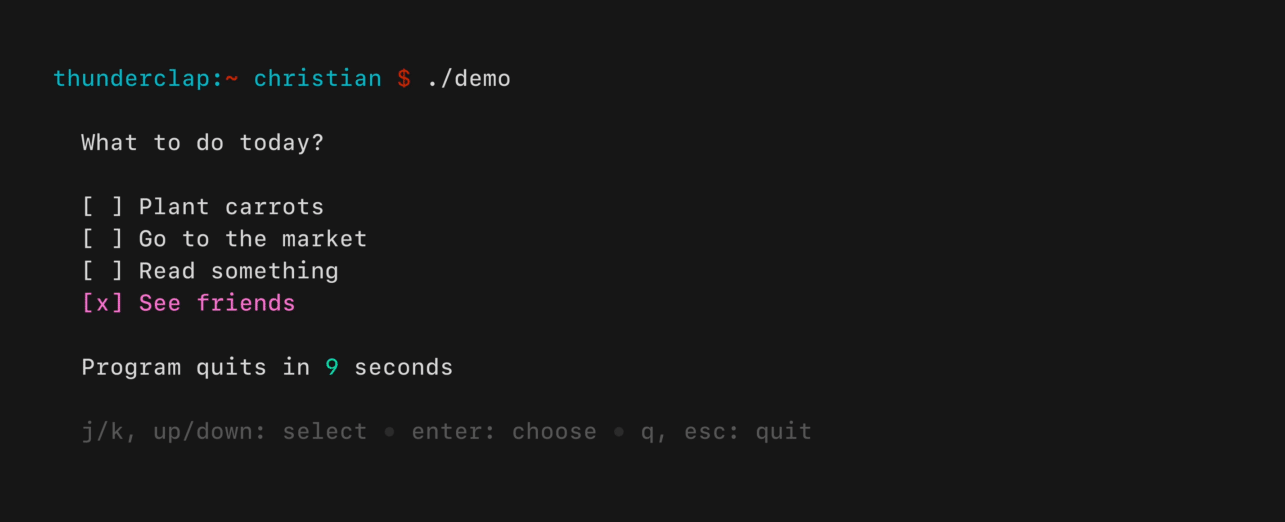 thunderclap:~ christian $ ./demo
What to do today?
[ ] Plant carrots
[ ] Go to the market
[ ] Read something
[x] See friends
Program quits in 9 seconds
j/k, up/down: select • enter: choose • q, esc: quit